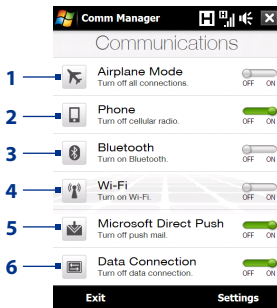 Comm Manager H H
Communications
1 Airplane Mode
Turn off all connections. OFF ON
2 Phone
Turn off cellular radio. OFF ON
3 Bluetooth
Turn on Bluetooth. OFF ON
4 Wi-Fi
Turn on Wi-Fi. OFF ON
5 Microsoft Direct Push
Turn off push mail. OFF ON
6 Data Connection
Turn off data connection. OFF ON
Exit Settings